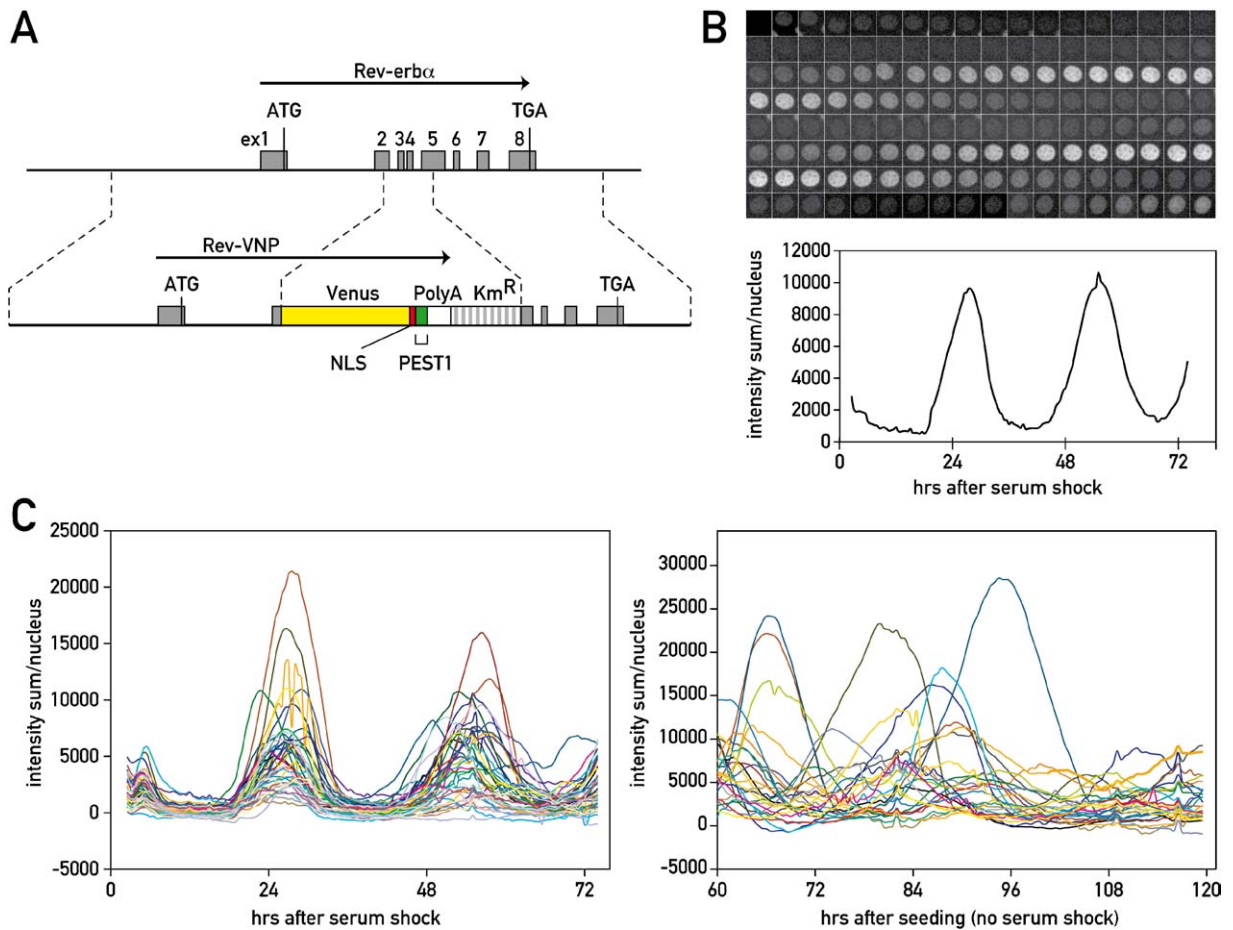 A
Rev-erbα
ATG
TGA
ex1 2 34 5 6 7 8
Rev-VNP
ATG
Venus
PolyA
KmR
TGA
NLS
PEST1
B
12000
10000
8000
6000
4000
2000
0
intensity sum/nucleus
0 24 48 72
hrs after serum shock
C
25000
20000
15000
10000
5000
0
-5000
intensity sum/nucleus
0 24 48 72
hrs after serum shock
30000
25000
20000
15000
10000
5000
0
-5000
intensity sum/nucleus
60 72 84 96 108 120
hrs after seeding (no serum shock)